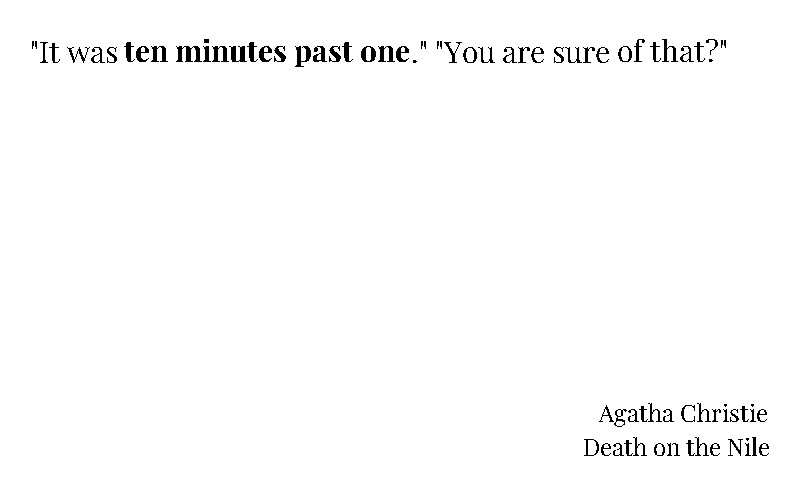 "It was ten minutes past one." "You are sure of that?"
Agatha Christie
Death on the Nile